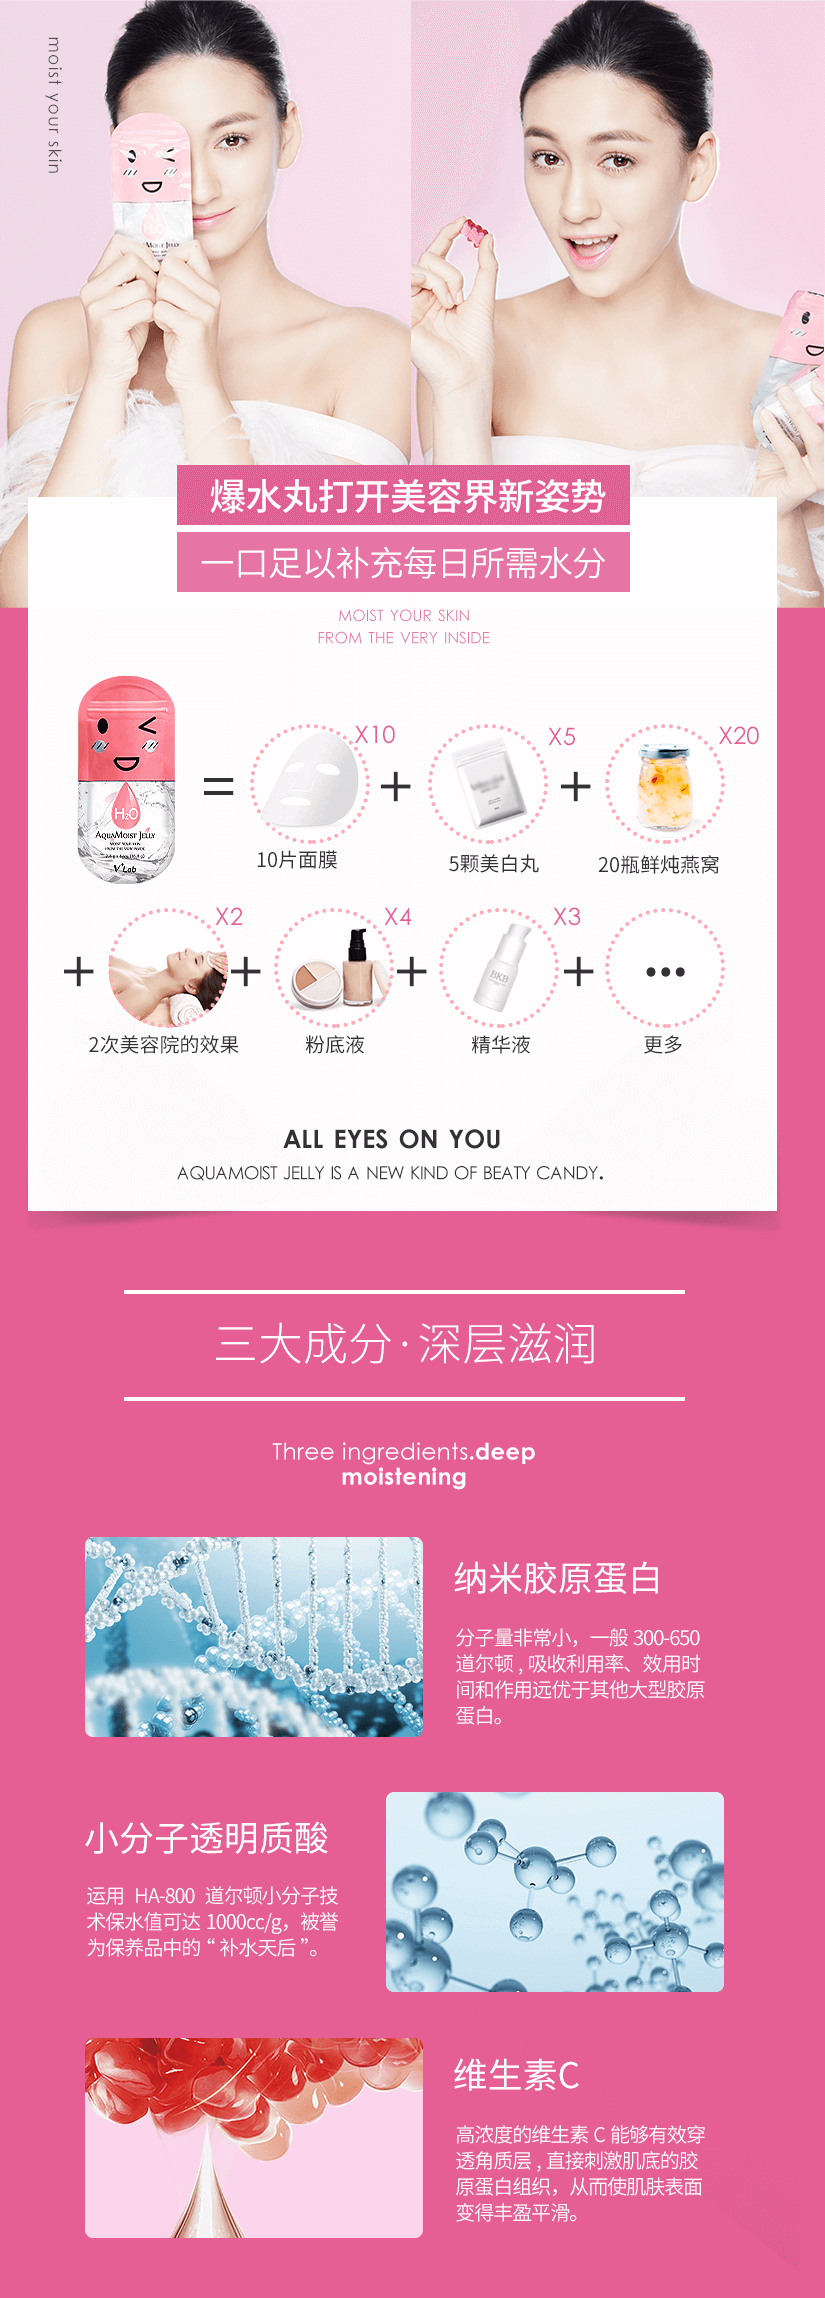 moist your skin
H2O
AquaMoist Jelly
爆水丸打开美容界新姿势
一口足以补充每日所需水分
MOIST YOUR SKIN
FROM THE VERY INSIDE
X10
X5
X20
H2O
AQUAMOIST JELLY
MOIST YOUR SKIN
FROM THE VERY INSIDE
V+Lab
=
+
+
10片面膜
5颗美白丸
20瓶鲜炖燕窝
X2
X4
X3
+
+
+
BKB
+
•••
2次美容院的效果
粉底液
精华液
更多
ALL EYES ON YOU
AQUAMOIST JELLY IS A NEW KIND OF BEATY CANDY.
三大成分·深层滋润
Three ingredients.deep
moistening
纳米胶原蛋白
分子量非常小，一般 300-650
道尔顿 , 吸收利用率、效用时
间和作用远优于其他大型胶原
蛋白。
小分子透明质酸
运用 HA-800 道尔顿小分子技
术保水值可达 1000cc/g，被誉
为保养品中的 “ 补水天后 ”。
维生素C
高浓度的维生素 C 能够有效穿
透角质层 , 直接刺激肌底的胶
原蛋白组织，从而使肌肤表面
变得丰盈平滑。